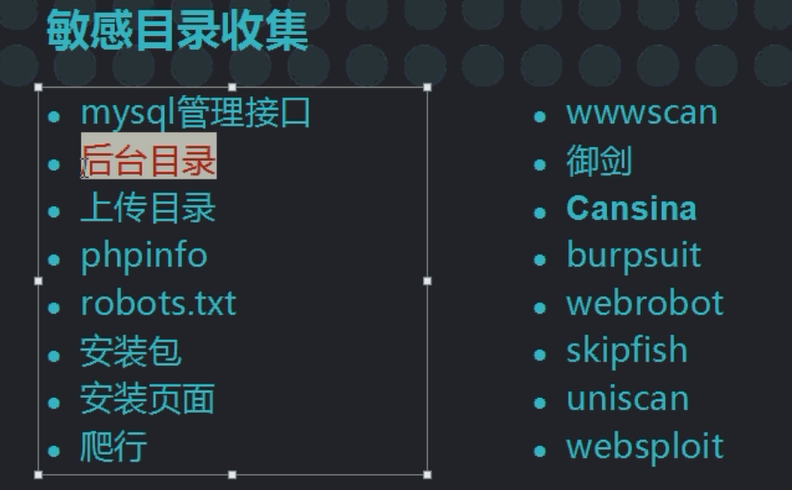 敏感目录收集
mysql管理接口
后台目录
上传目录
phpinfo
robots.txt
安装包
安装页面
爬行
wwwscan
御剑
Cansina
burpsuit
webrobot
skipfish
uniscan
websploit